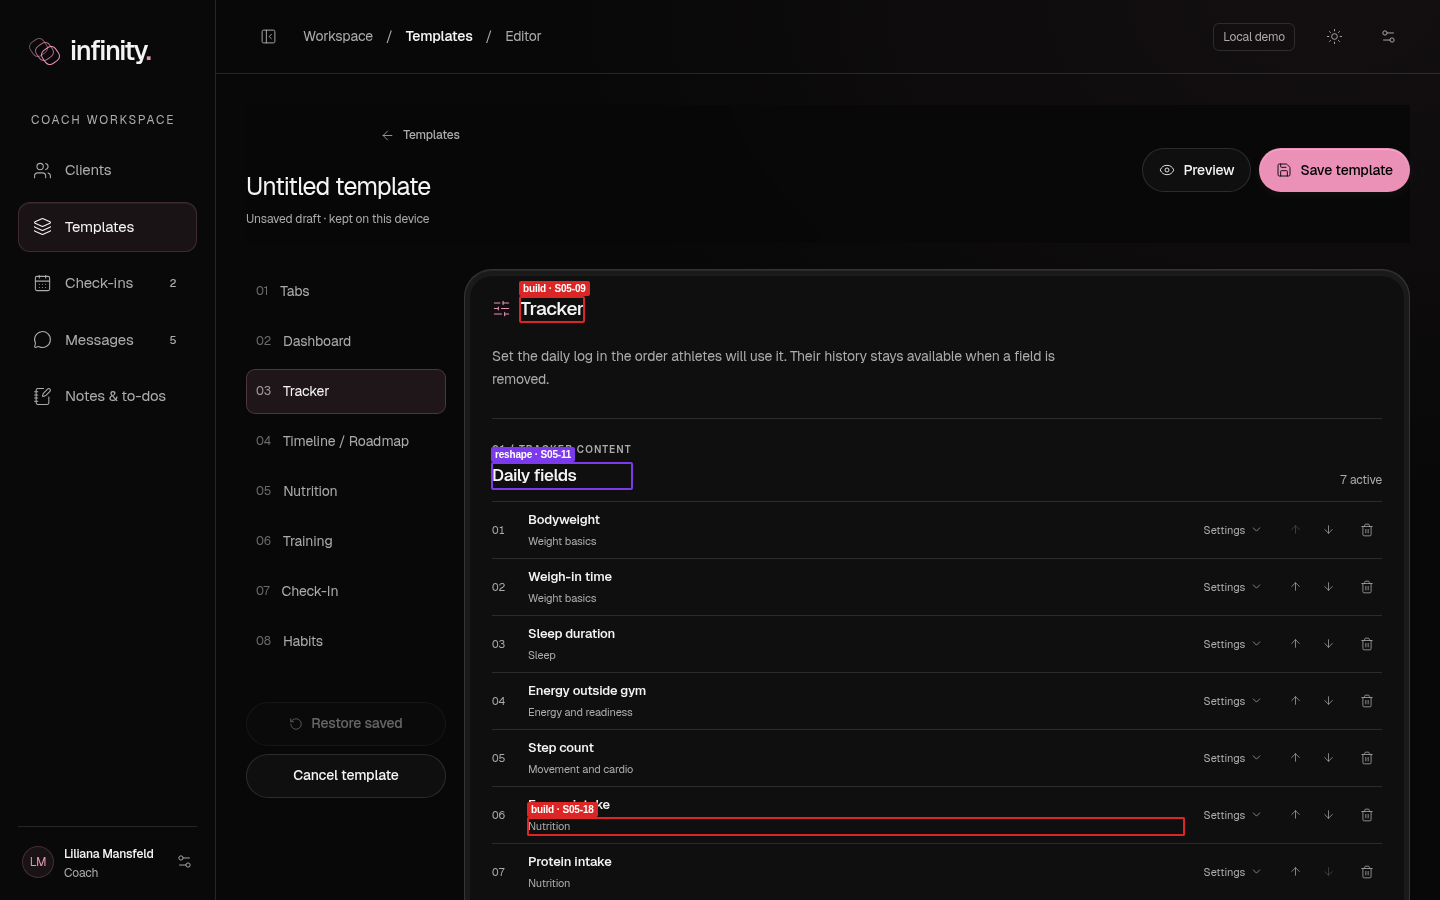 infinity.
COACH WORKSPACE
Clients
Templates
Check-ins 2
Messages 5
Notes & to-dos
LM
Liliana Mansfeld
Coach
Workspace / Templates / Editor
Local demo
Templates
Untitled template
Unsaved draft · kept on this device
Preview
Save template
01 Tabs
02 Dashboard
03 Tracker
04 Timeline / Roadmap
05 Nutrition
06 Training
07 Check-In
08 Habits
Restore saved
Cancel template
build · S05-09
Tracker
Set the daily log in the order athletes will use it. Their history stays available when a field is
removed.
CONTENT
reshape · S05-11
Daily fields
7 active
01 Bodyweight
Weight basics
Settings
02 Weigh-in time
Weight basics
Settings
03 Sleep duration
Sleep
Settings
04 Energy outside gym
Energy and readiness
Settings
05 Step count
Movement and cardio
Settings
06
build · S05-18
Nutrition
Settings
07 Protein intake
Nutrition
Settings